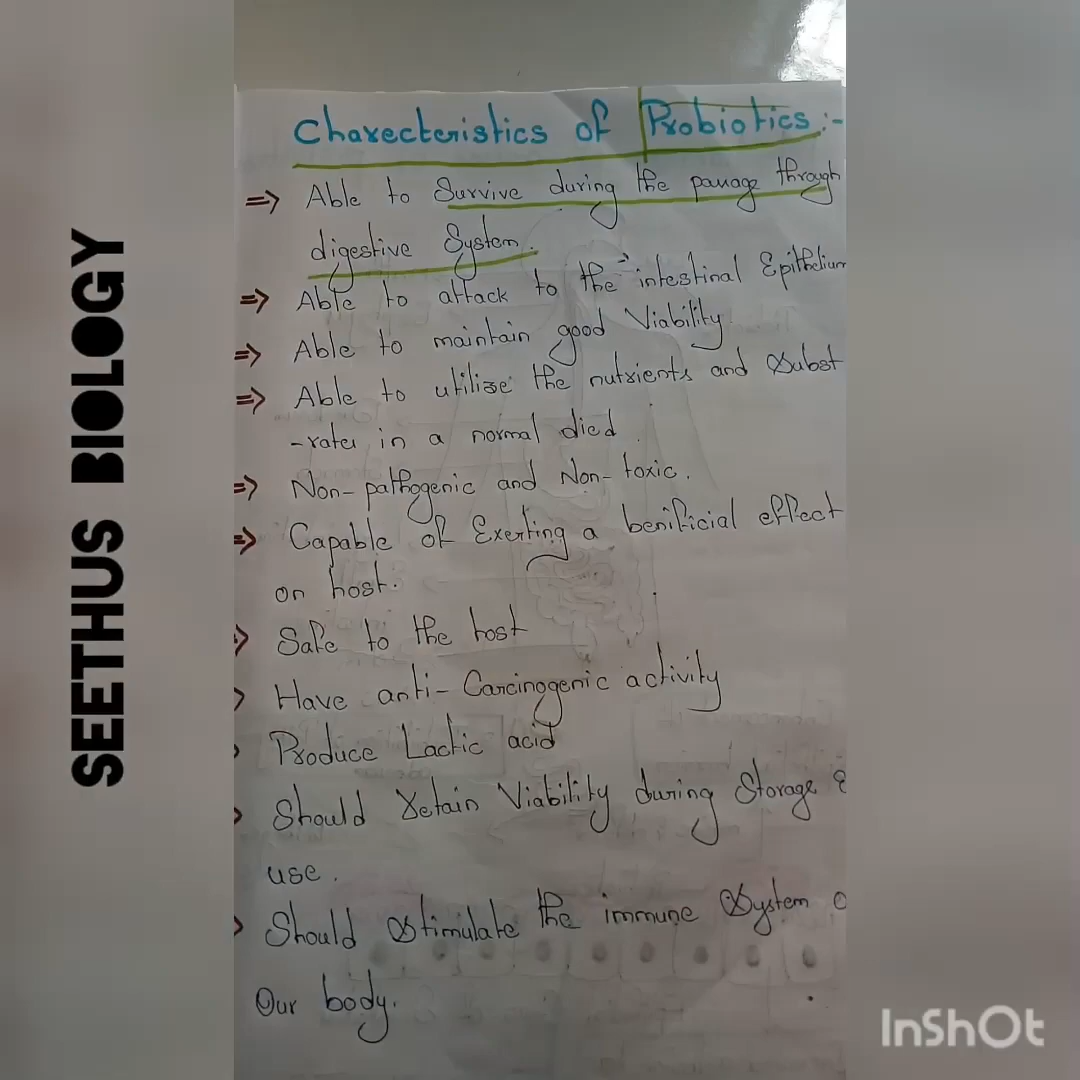 SEETHUS BIOLOGY
Charecteristics of Probiotics :-
=> Able to Survive during the passage through
digestive System.
=> Able to attack to the intestinal Epithelium
=> Able to maintain good Viability
=> Able to utilize the nutrients and Subst
-rates in a normal died.
=> Non-pathogenic and Non-toxic.
=> Capable of Exerting a benificial effect
on host.
> Safe to the host
> Have anti-Carcinogenic activity
> Produce Lactic acid
> Should retain Viability during Storage &
use.
> Should Stimulate the immune System
Our body.
InShOt